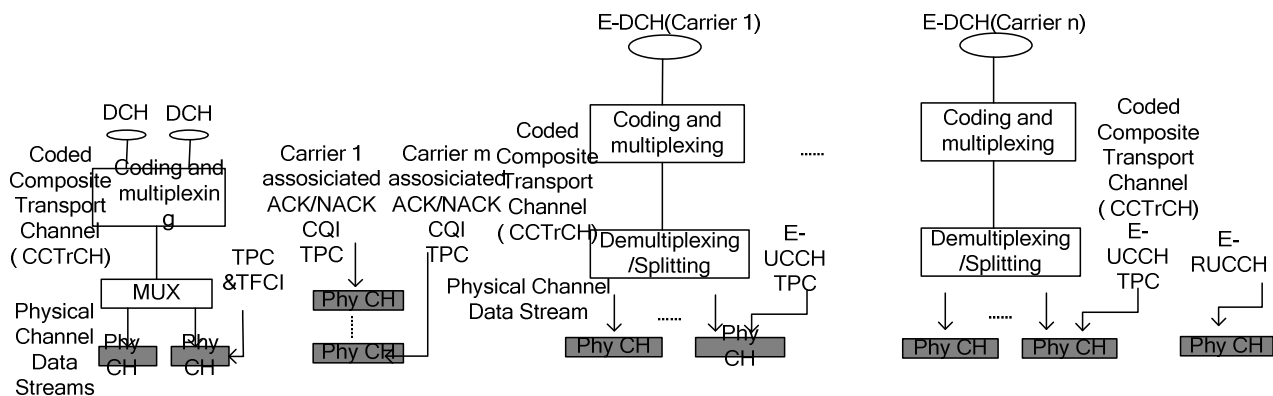 DCH
DCH
Coded
Composite
Transport
Channel
( CCTrCH)
Coding and
multiplexin
g
MUX
TPC
&TFCI
Physical
Channel
Data
Streams
Phy
CH
Phy
CH
Carrier 1
assosiciated
ACK/NACK
CQI
TPC
Carrier m
assosiciated
ACK/NACK
CQI
TPC
Phy CH
Phy CH
E-DCH(Carrier 1)
Coded
Composite
Transport
Channel
( CCTrCH)
Coding and
multiplexing
......
Demultiplexing
/Splitting
E-
UCCH
TPC
Physical Channel
Data Stream
......
Phy CH
Phy
CH
E-DCH(Carrier n)
Coding and
multiplexing
Coded
Composite
Transport
Channel
( CCTrCH)
Demultiplexing
/Splitting
E-
UCCH
TPC
E-
RUCCH
......
Phy CH
Phy CH
Phy CH